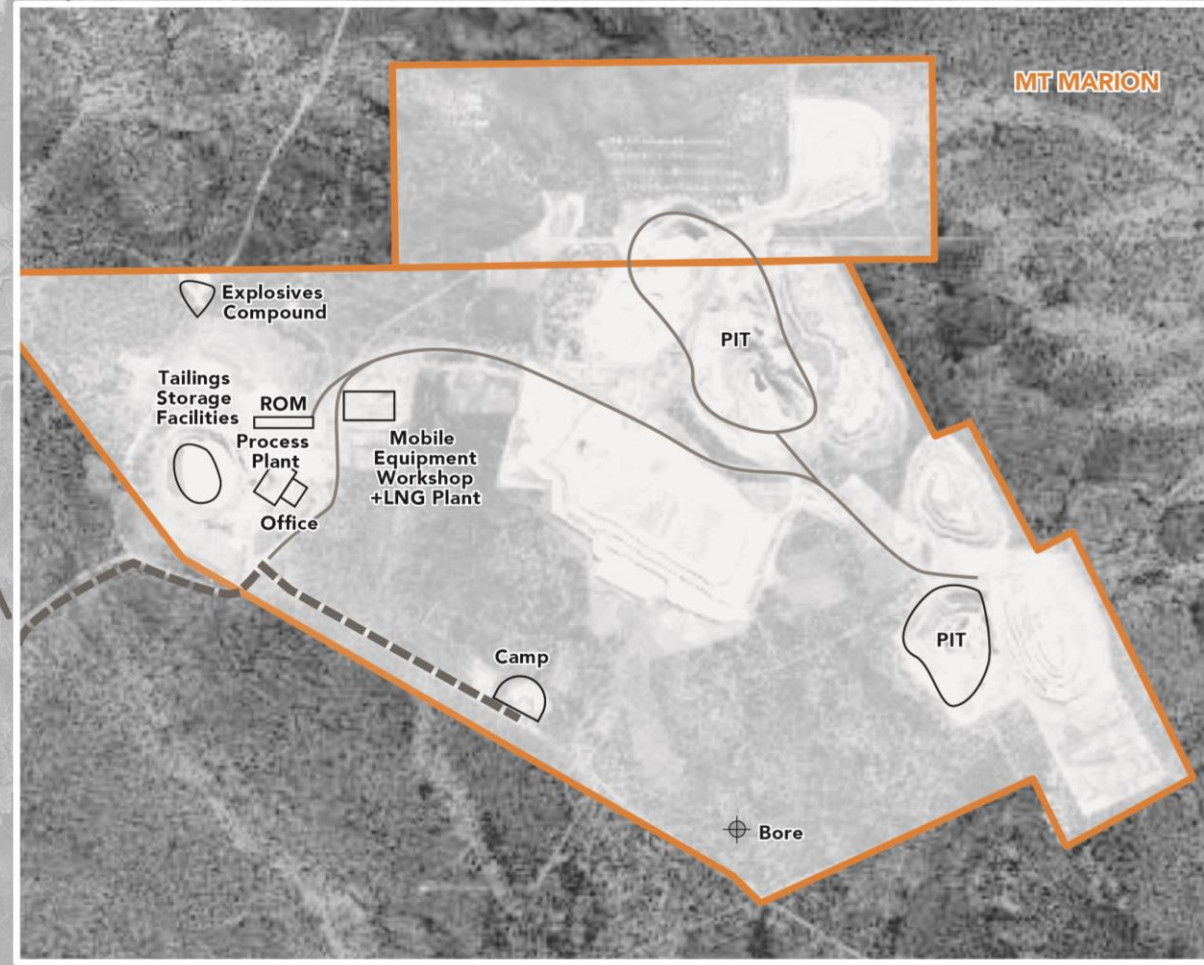 MT MARION
Explosives
Compound
PIT
Tailings
Storage
Facilities
ROM
Process
Plant
Mobile
Equipment
Workshop
+LNG Plant
Office
PIT
Camp
Bore